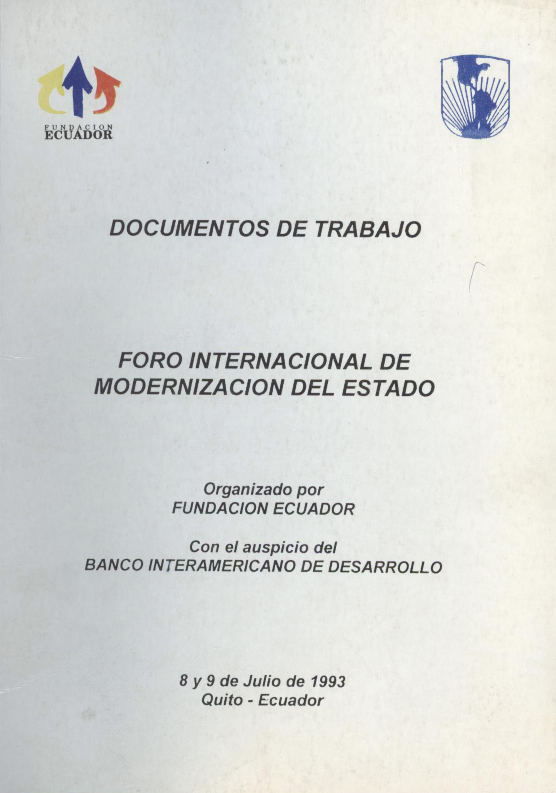 FUNDACION
ECUADOR
DOCUMENTOS DE TRABAJO
FORO INTERNACIONAL DE
MODERNIZACION DEL ESTADO
Organizado por
FUNDACION ECUADOR
Con el auspicio del
BANCO INTERAMERICANO DE DESARROLLO
8 y 9 de Julio de 1993
Quito - Ecuador